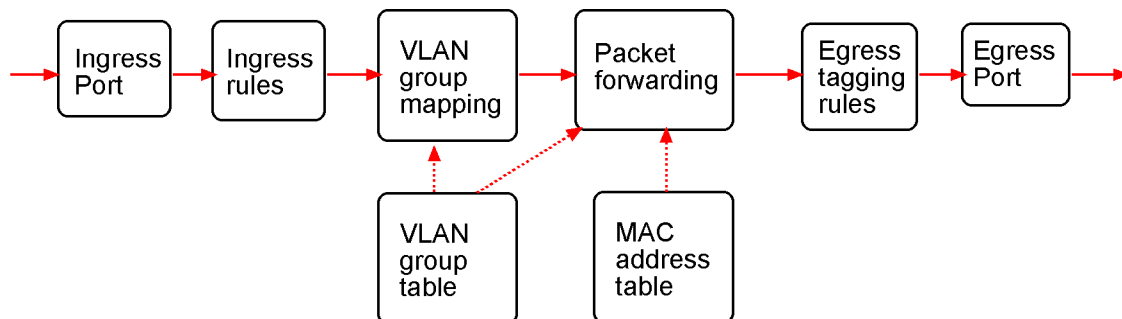 Ingress
Port
Ingress
rules
VLAN
group
mapping
Packet
forwarding
Egress
tagging
rules
Egress
Port
VLAN
group
table
MAC
address
table